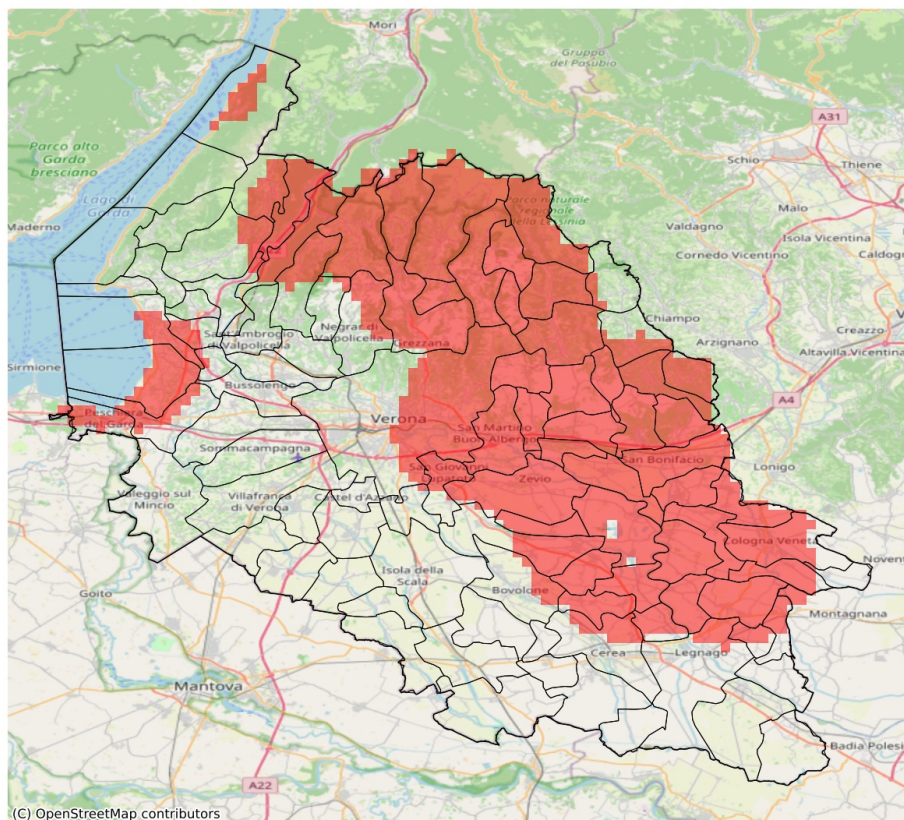 Mori
Gruppo
del Pasubio
A31
Parco alto
Garda
bresciano
Schio
Thiene
Lago di
Garda
Malo
Maderno
Valdagno
Isola Vicentina
Cornedo Vicentino
Caldogno
Chiampo
Creazzo
Sant'Ambrogio
di Valpolicella
Negrar di
Valpolicella
Grezzana
Arzignano
Altavilla Vicentina
Sirmione
Bussolengo
A4
Peschiera
del Garda
Verona
San Martino
Buon Albergo
Sommacampagna
San Giovanni
Lupatoto
Zevio
San Bonifacio
Lonigo
Valeggio sul
Mincio
Villafranca
di Verona
Castel d'Azzano
Cologna Veneta
Isola della
Scala
Goito
Bovolone
Montagnana
Cerea
Legnago
Mantova
Badia Polesi
A22
(C) OpenStreetMap contributors